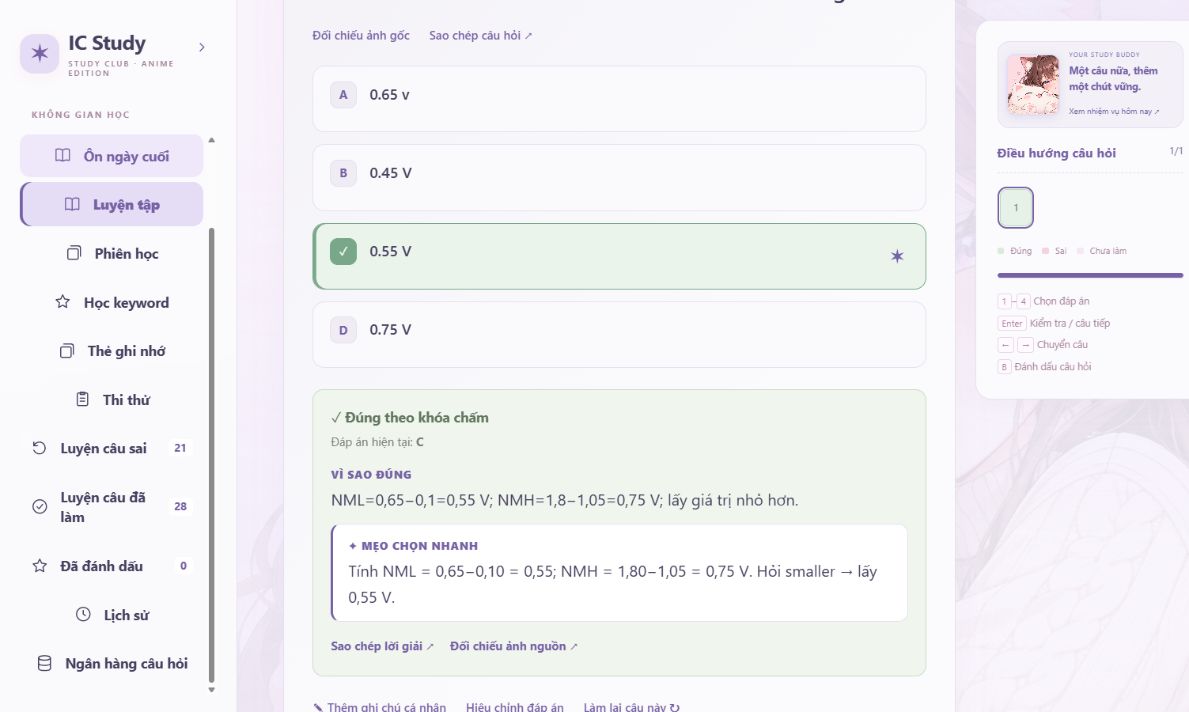 IC Study
STUDY CLUB · ANIME
EDITION
KHÔNG GIAN HỌC
Ôn ngày cuối
Luyện tập
Phiên học
Học keyword
Thẻ ghi nhớ
Thi thử
Luyện câu sai 21
Luyện câu đã
làm 28
Đã đánh dấu 0
Lịch sử
Ngân hàng câu hỏi
Đối chiếu ảnh gốc Sao chép câu hỏi ↗
A 0.65 v
B 0.45 V
✓ 0.55 V
D 0.75 V
✓ Đúng theo khóa chấm
Đáp án hiện tại: C
VÌ SAO ĐÚNG
NML=0,65−0,1=0,55 V; NMH=1,8−1,05=0,75 V; lấy giá trị nhỏ hơn.
✦ MẸO CHỌN NHANH
Tính NML = 0,65−0,10 = 0,55; NMH = 1,80−1,05 = 0,75 V. Hỏi smaller → lấy
0,55 V.
Sao chép lời giải ↗ Đối chiếu ảnh nguồn ↗
✎ Thêm ghi chú cá nhân Hiệu chỉnh đáp án Làm lại câu này ↻
YOUR STUDY BUDDY
Một câu nữa, thêm
một chút vững.
Xem nhiệm vụ hôm nay ↗
Điều hướng câu hỏi 1/1
1
Đúng Sai Chưa làm
1 – 4 Chọn đáp án
Enter Kiểm tra / câu tiếp
← → Chuyển câu
B Đánh dấu câu hỏi